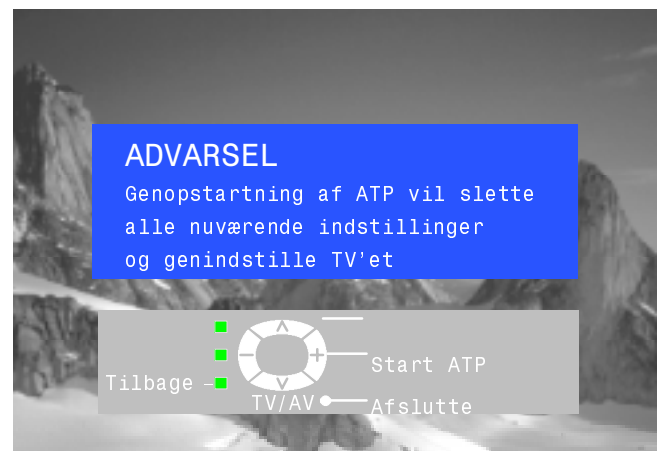 ADVARSEL
Genopstartning af ATP vil slette
alle nuværende indstillinger
og genindstille TV'et
Start ATP
Tilbage
TV/AV
Afslutte